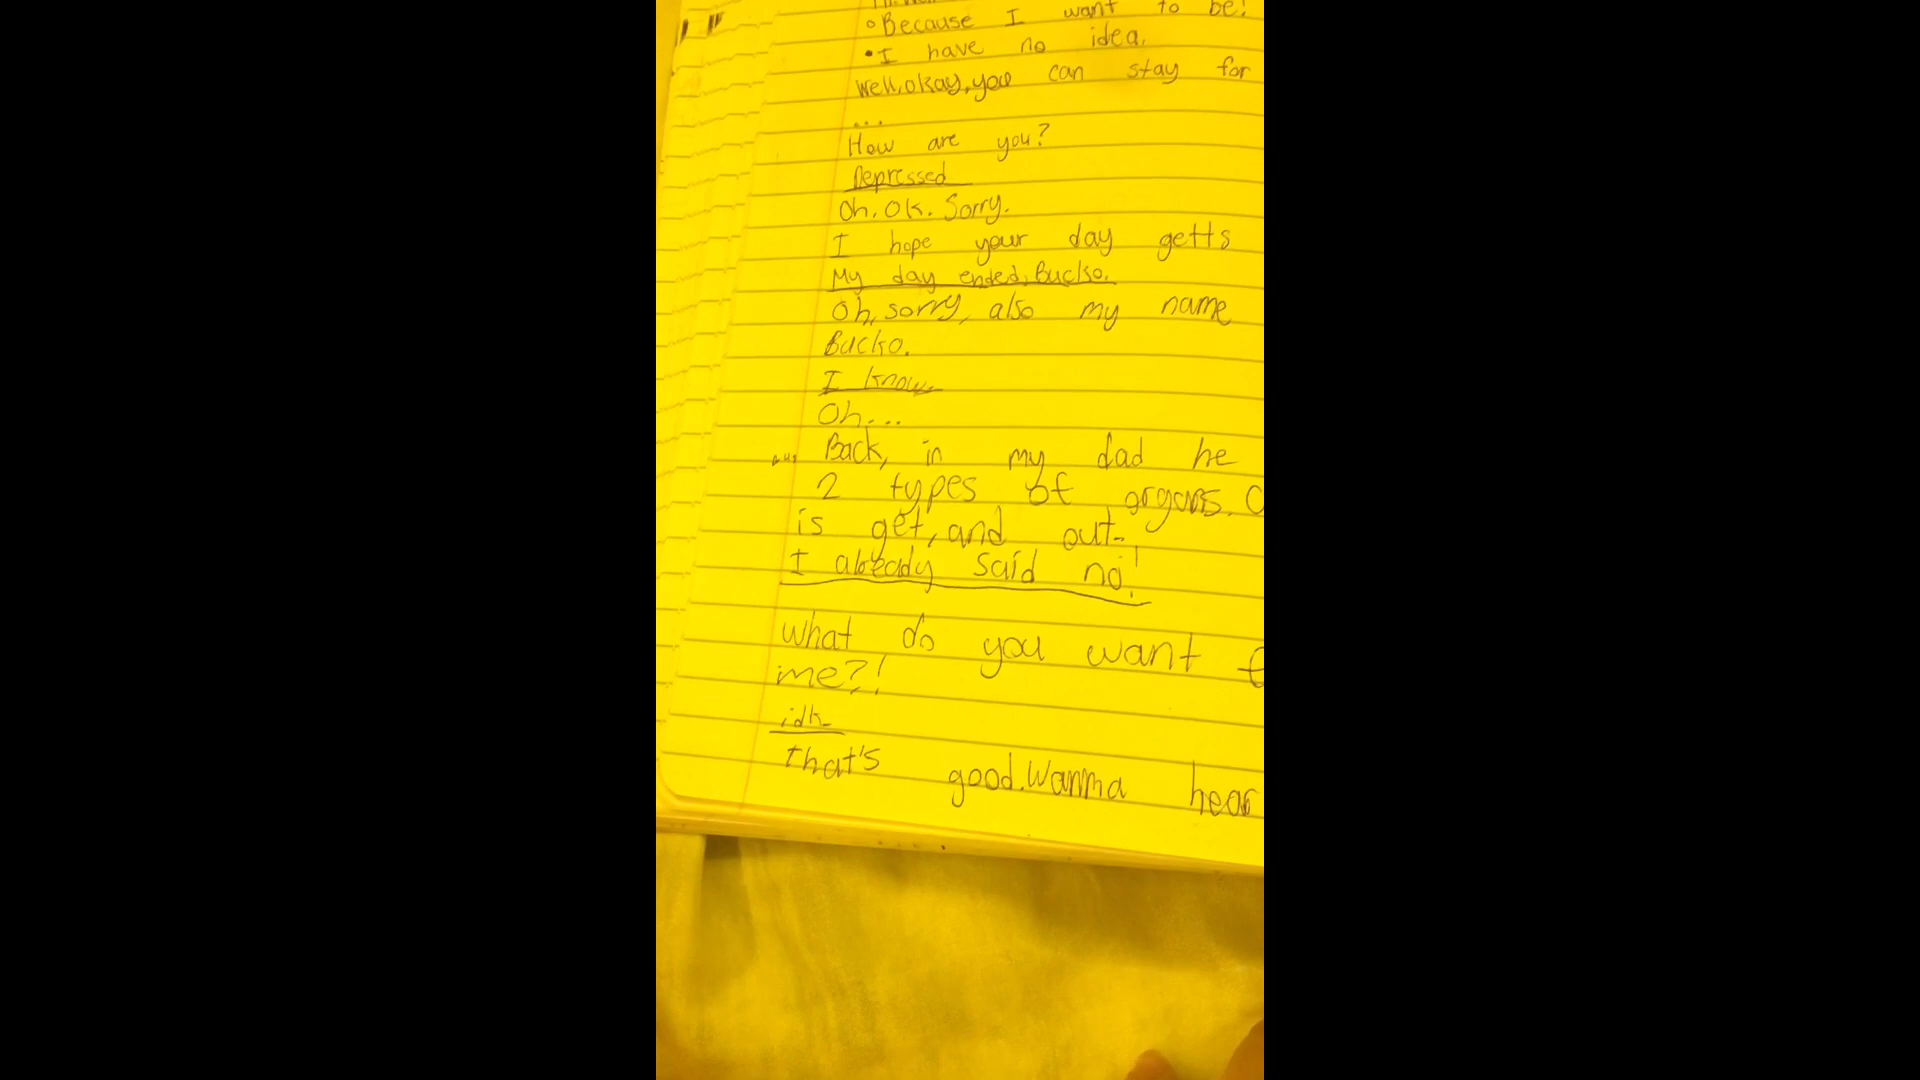 • Because I want to be!
• I have no idea.
Well, okay, you can stay for
...
How are you?
Depressed
Oh. Ok. Sorry.
I hope your day getts
My day ended, Bucko.
Oh, sorry, also my name
Bucko.
I know.
Oh...
Back, in my dad he
2 types of organs.
is get, and out.
I already said no!
What do you want
me?!
idk
That's good. Wanna hear